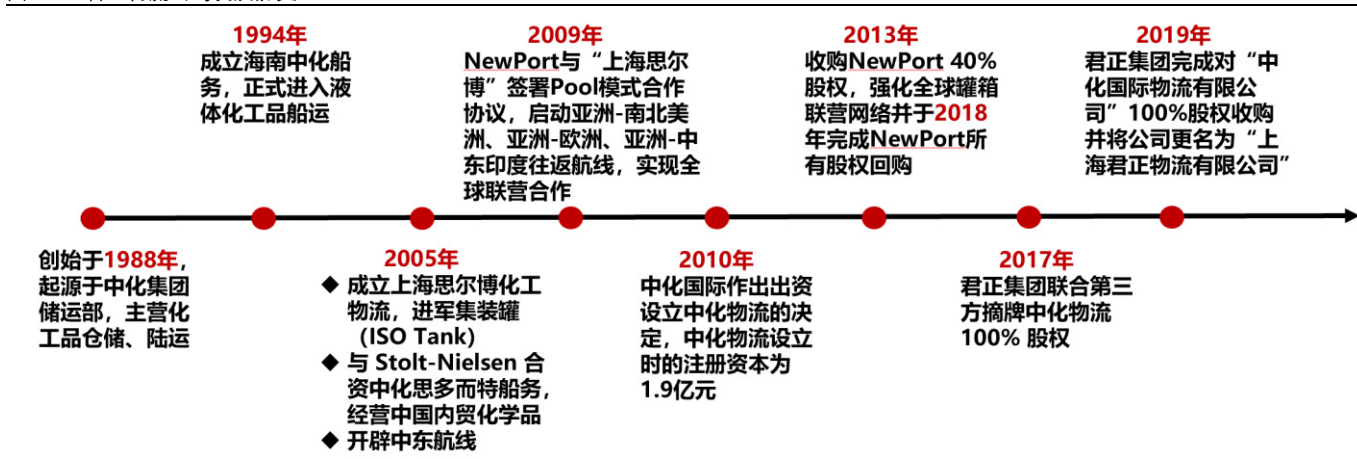 1994年
成立海南中化船
务，正式进入液
体化工品船运
2009年
NewPort与“上海思尔
博”签署Pool模式合作
协议，启动亚洲-南北美
洲、亚洲-欧洲、亚洲-中
东印度往返航线，实现全
球联营合作
2013年
收购NewPort 40%
股权，强化全球罐箱
联营网络并于2018
年完成NewPort所
有股权回购
2019年
君正集团完成对“中
化国际物流有限公
司”100%股权收购
并将公司更名为“上
海君正物流有限公司”
创始于1988年，
起源于中化集团
储运部，主营化
工品仓储、陆运
2005年
◆ 成立上海思尔博化工
物流，进军集装罐
（ISO Tank）
◆ 与 Stolt-Nielsen 合
资中化思多而特船务，
经营中国内贸化学品
◆ 开辟中东航线
2010年
中化国际作出出资
设立中化物流的决
定，中化物流设立
时的注册资本为
1.9亿元
2017年
君正集团联合第三
方摘牌中化物流
100% 股权